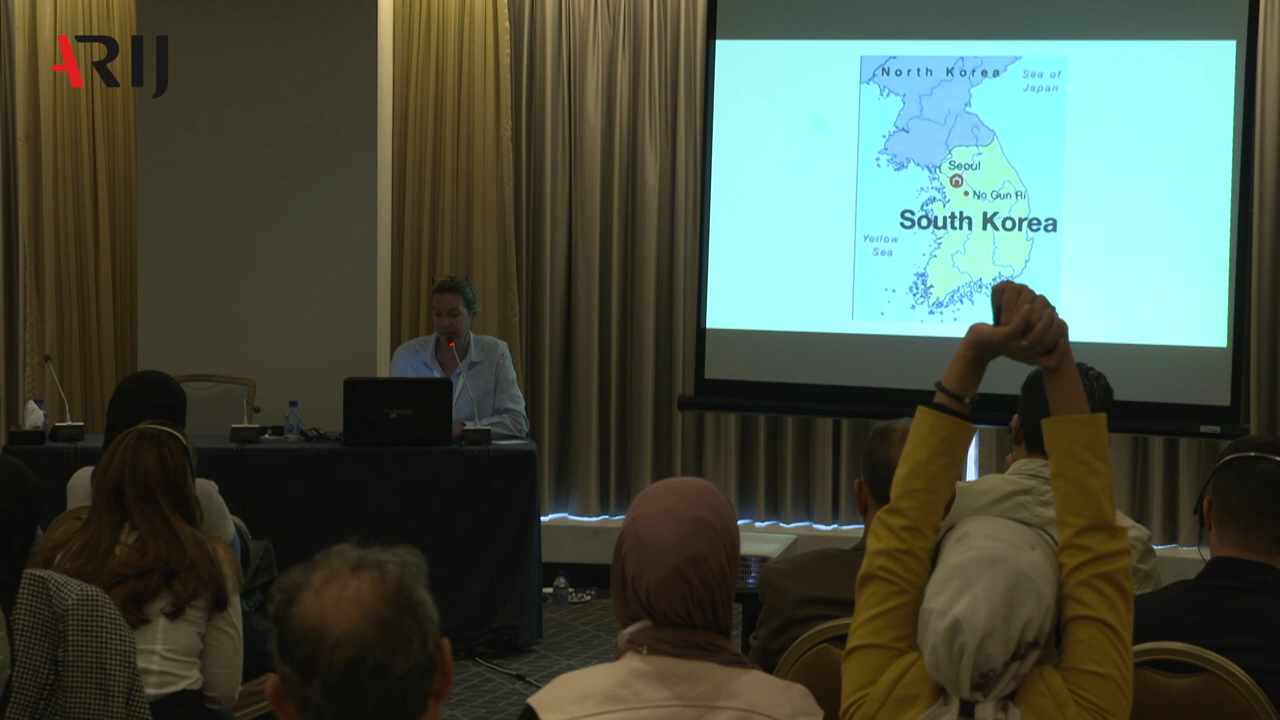 ARIJ
North Korea
Sea of
Japan
Seoul
No Gun Ri
South Korea
Yellow
Sea